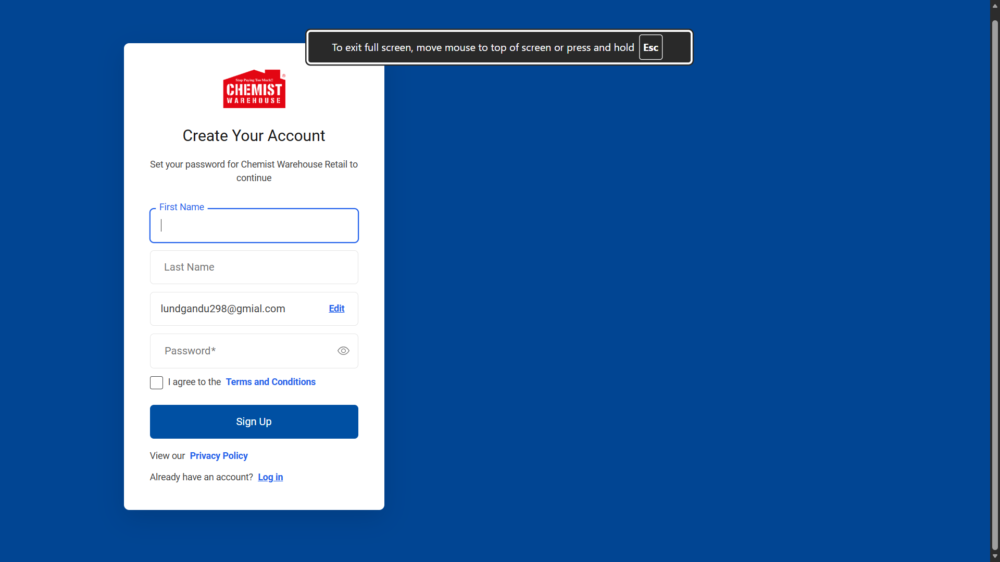 To exit full screen, move mouse to top of screen or press and hold Esc
Stop Paying Too Much!!
®
CHEMIST
WAREHOUSE
Create Your Account
Set your password for Chemist Warehouse Retail to
continue
First Name
Last Name
lundgandu298@gmial.com Edit
Password*
I agree to the Terms and Conditions
Sign Up
View our Privacy Policy
Already have an account? Log in